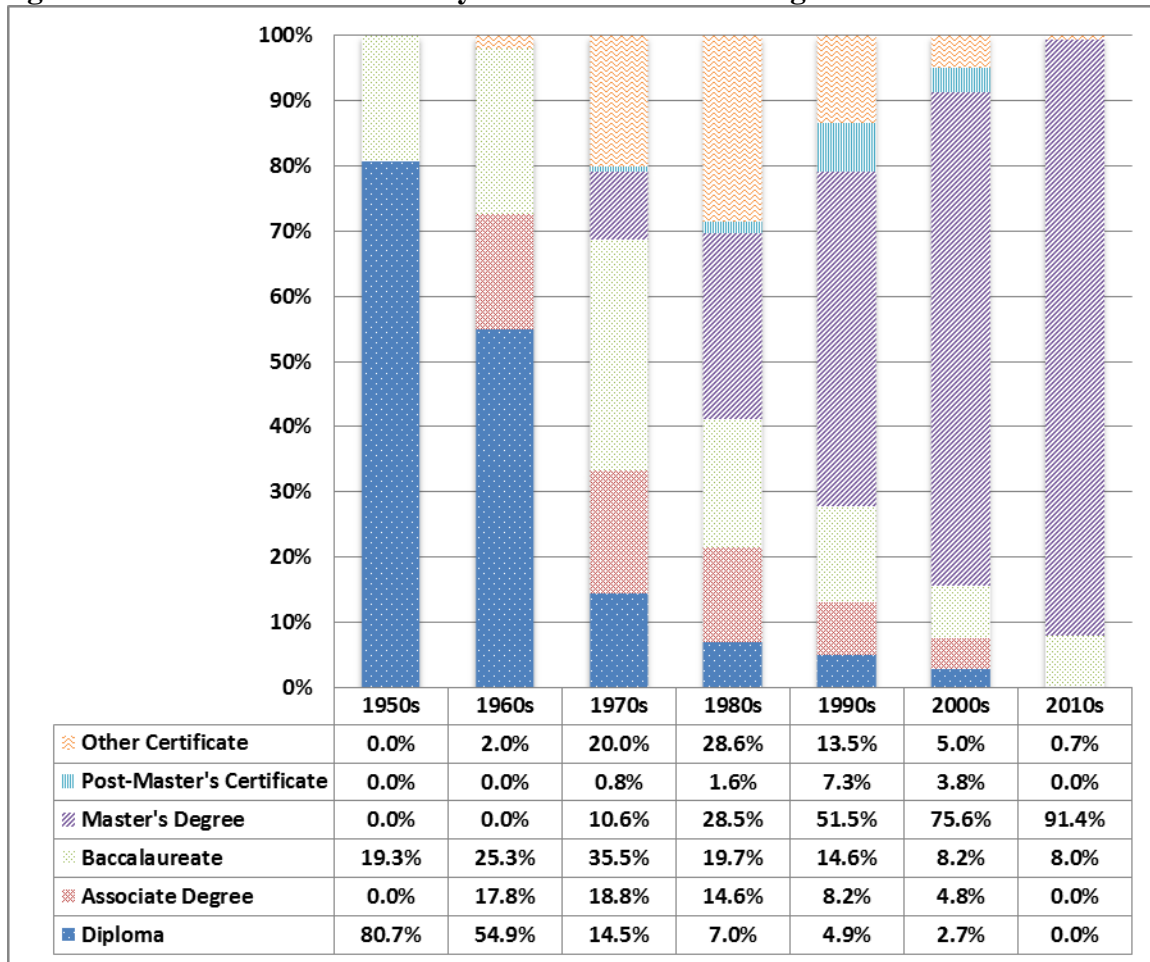 100%
90%
80%
70%
60%
50%
40%
30%
20%
10%
0%
1950s 1960s 1970s 1980s 1990s 2000s 2010s
Other Certificate 0.0% 2.0% 20.0% 28.6% 13.5% 5.0% 0.7%
Post-Master's Certificate 0.0% 0.0% 0.8% 1.6% 7.3% 3.8% 0.0%
Master's Degree 0.0% 0.0% 10.6% 28.5% 51.5% 75.6% 91.4%
Baccalaureate 19.3% 25.3% 35.5% 19.7% 14.6% 8.2% 8.0%
Associate Degree 0.0% 17.8% 18.8% 14.6% 8.2% 4.8% 0.0%
Diploma 80.7% 54.9% 14.5% 7.0% 4.9% 2.7% 0.0%